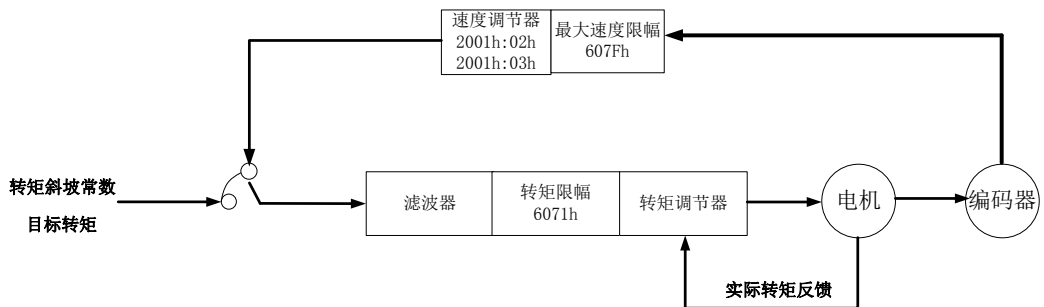 速度调节器
2001h:02h
2001h:03h
最大速度限幅
607Fh
转矩斜坡常数
目标转矩
滤波器
转矩限幅
6071h
转矩调节器
电机
编码器
实际转矩反馈